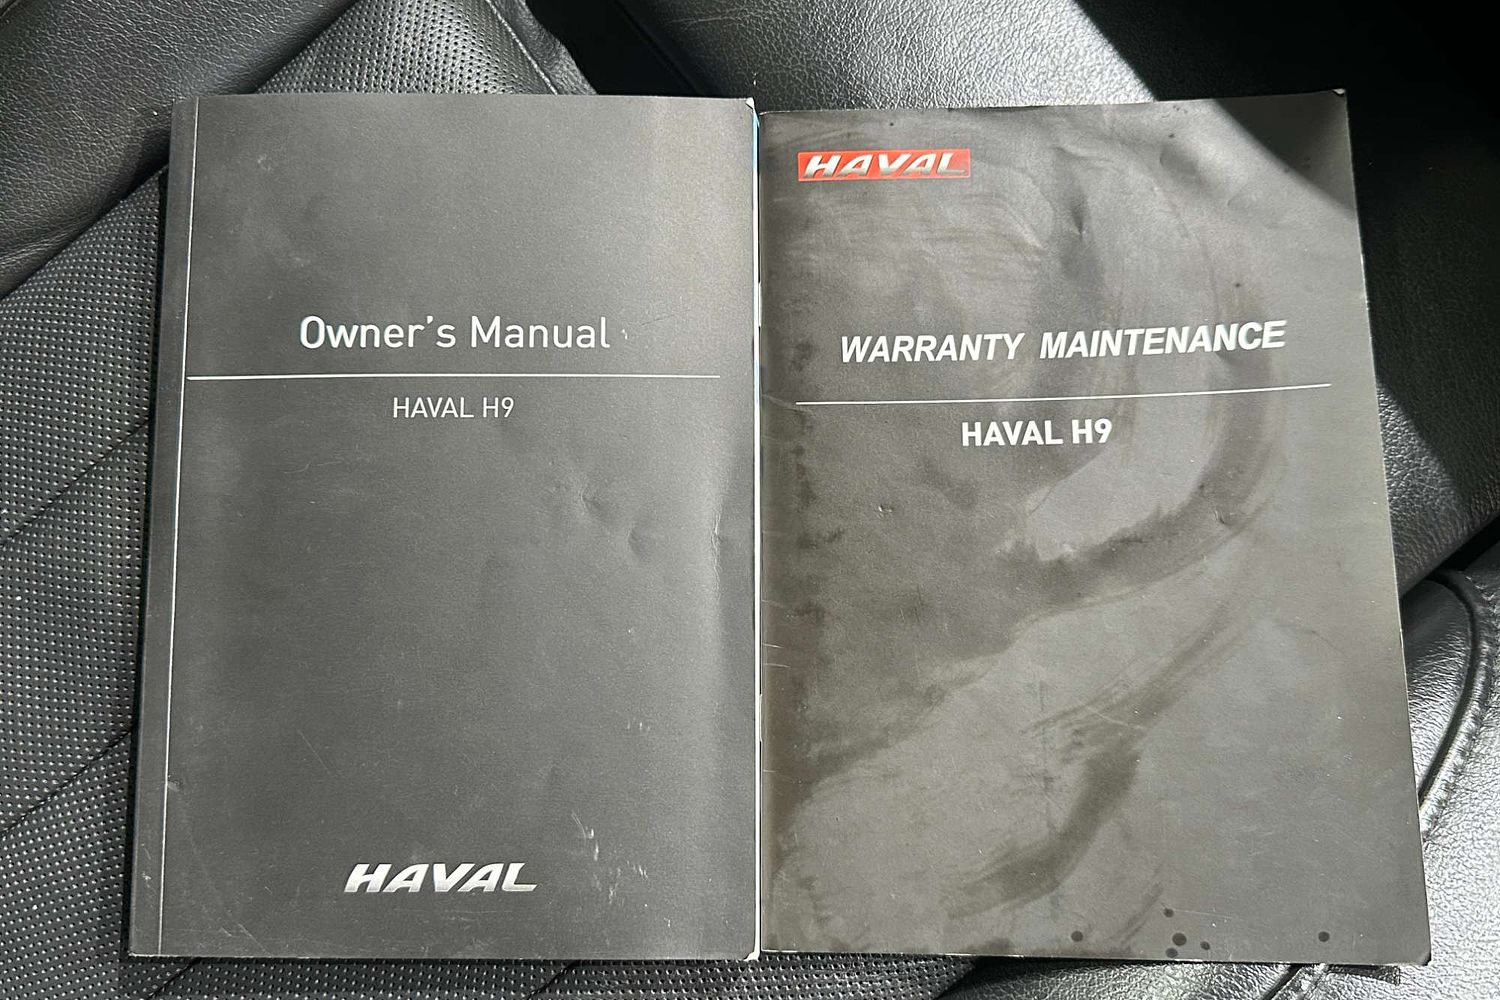 Owner's Manual
HAVAL H9
HAVAL
HAVAL
WARRANTY MAINTENANCE
HAVAL H9